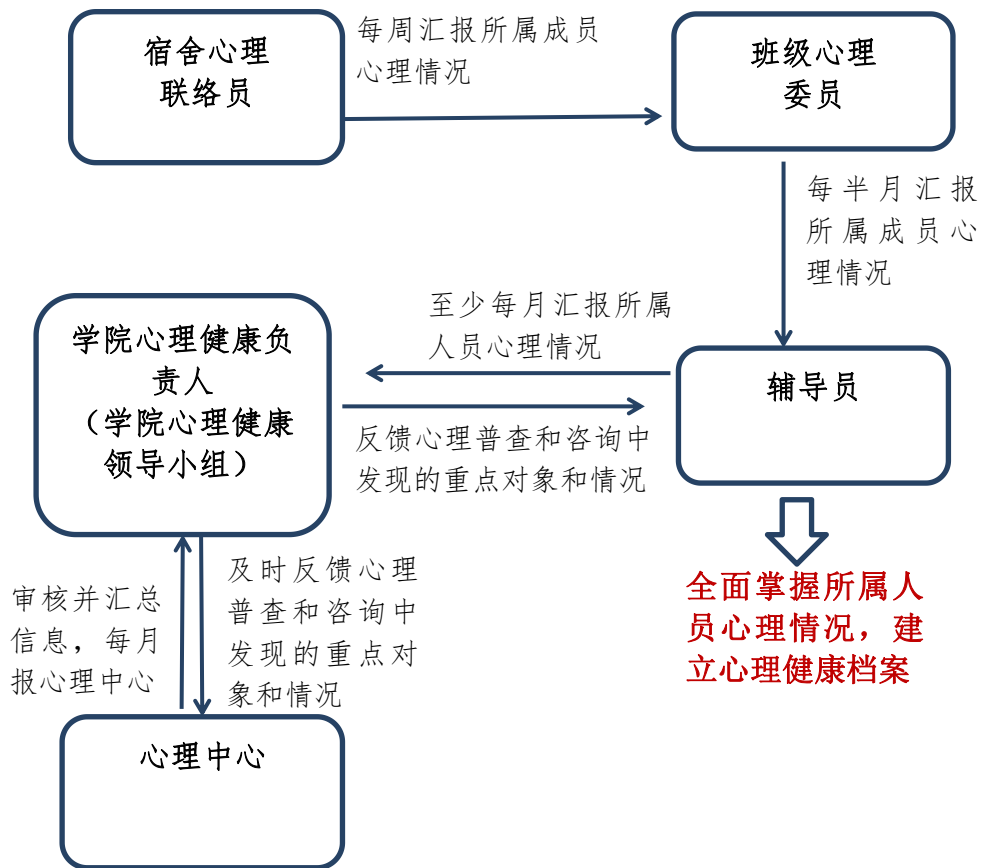 宿舍心理
联络员
每周汇报所属成员
心理情况
班级心理
委员
每半月汇报
所属成员心
理情况
至少每月汇报所属
人员心理情况
学院心理健康负
责人
（学院心理健康
领导小组）
辅导员
反馈心理普查和咨询中
发现的重点对象和情况
审核并汇总
信息，每月
报心理中心
及时反馈心理
普查和咨询中
发现的重点对
象和情况
全面掌握所属人
员心理情况，建
立心理健康档案
心理中心